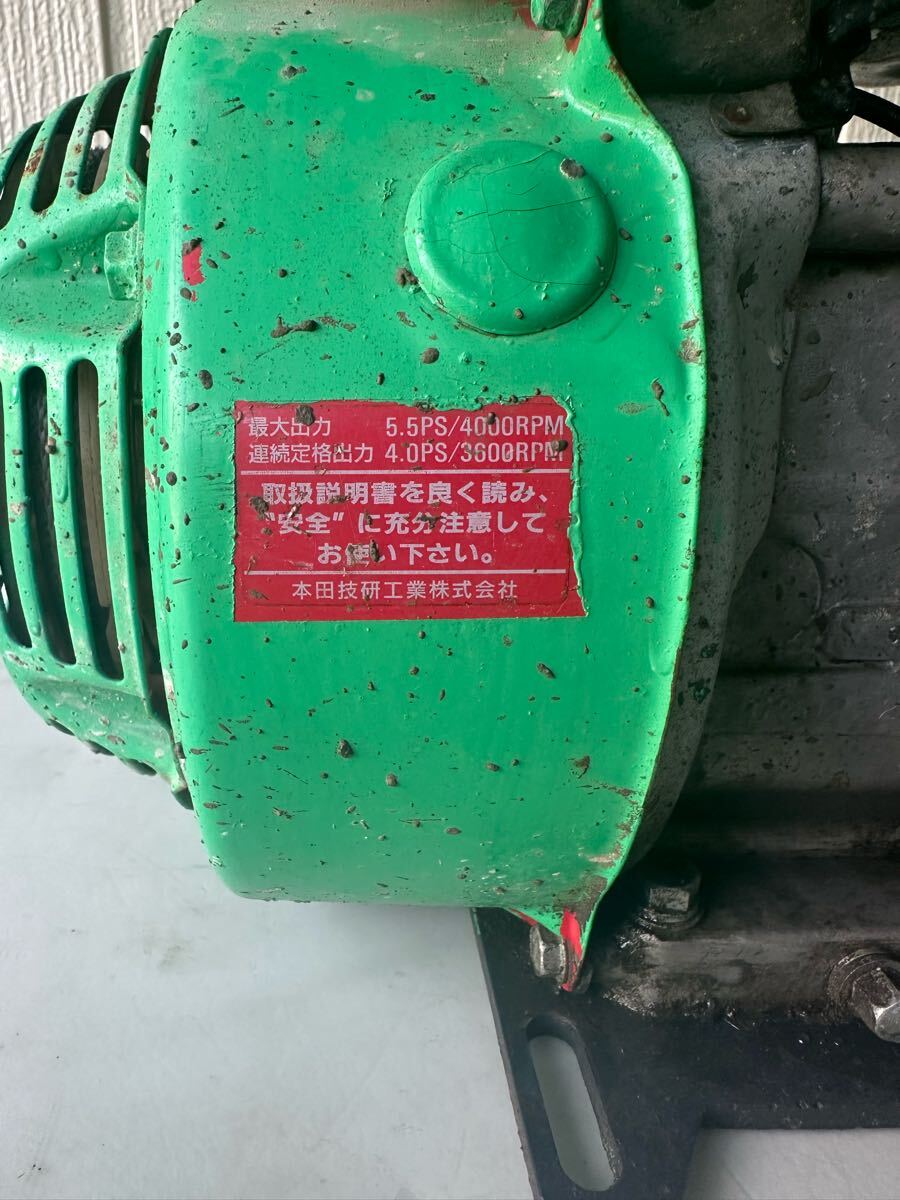 最大出力 5.5PS/4000RPM
連続定格出力 4.0PS/3600RPM
取扱説明書を良く読み、
“安全”に充分注意して
お使い下さい。
本田技研工業株式会社